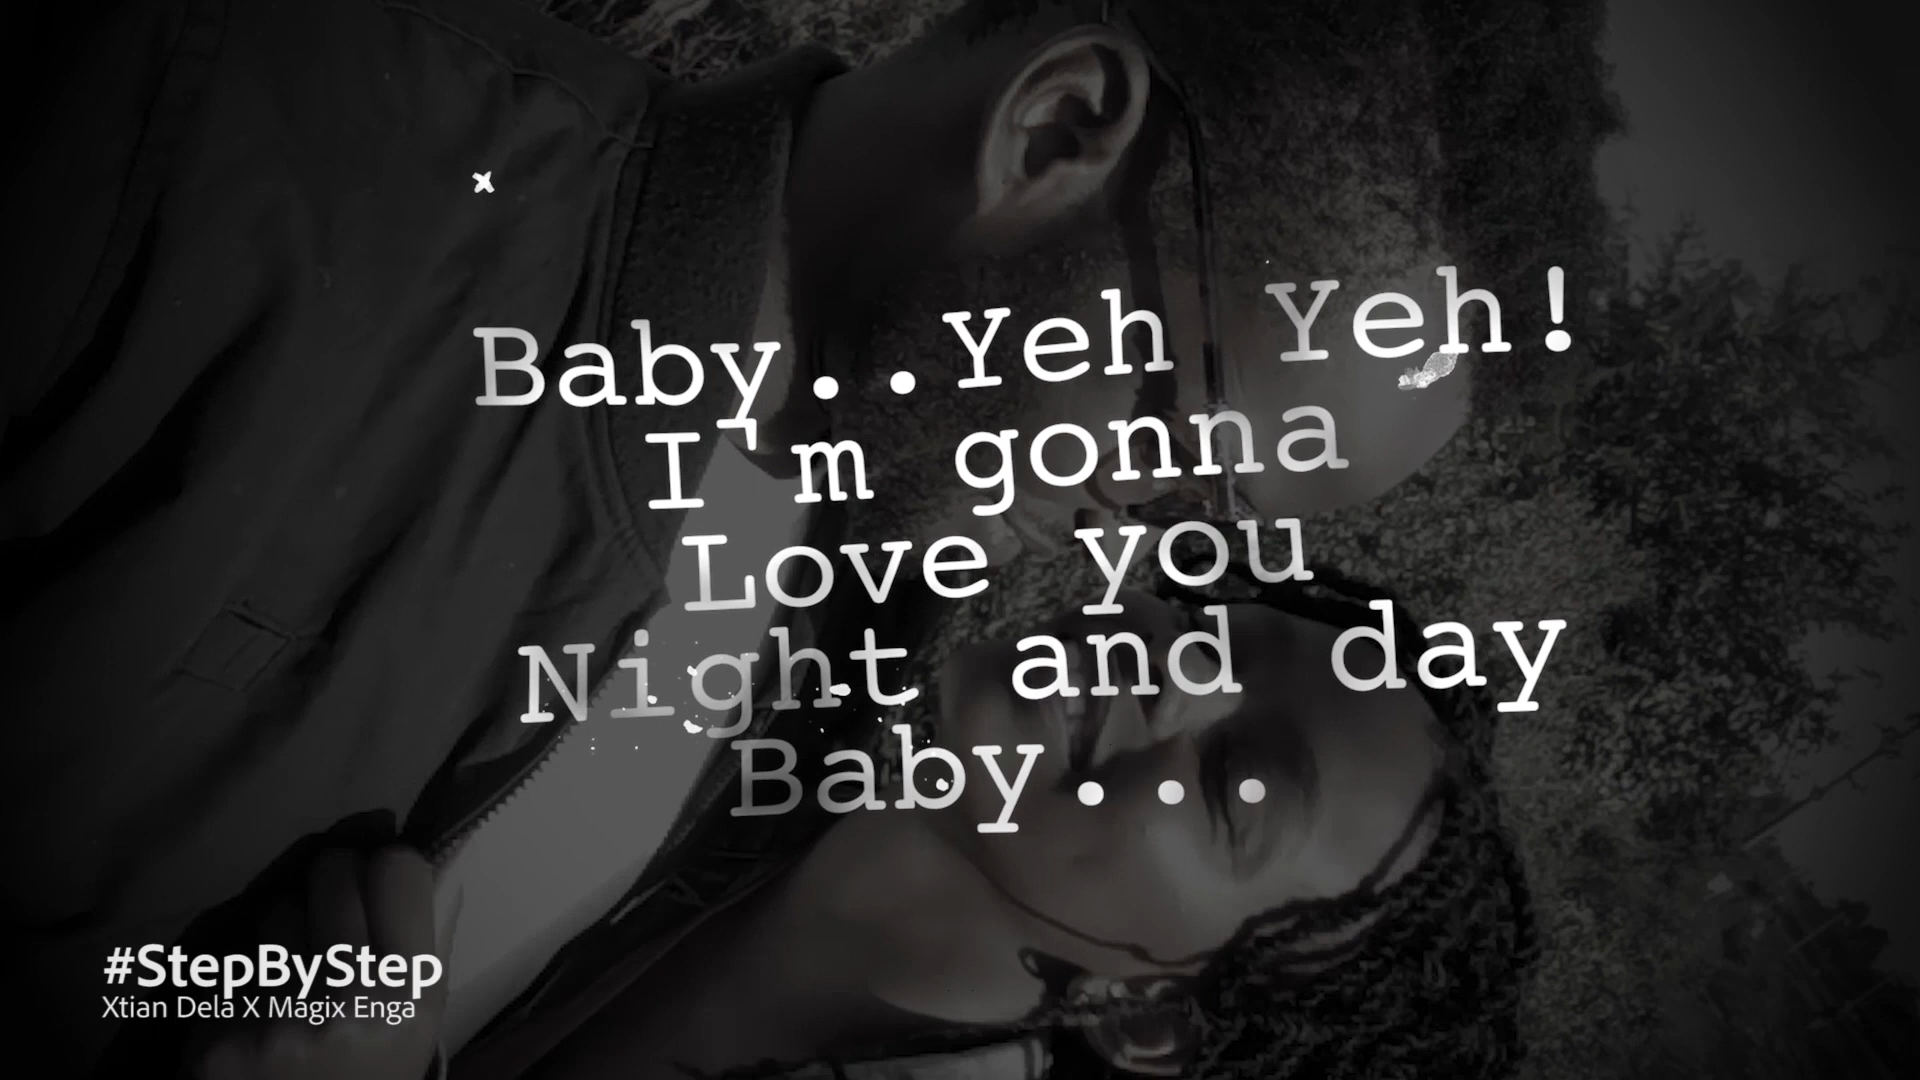 Baby..Yeh Yeh!
I'm gonna
Love you
Night and day
Baby...
#StepByStep
Xtian Dela X Magix Enga